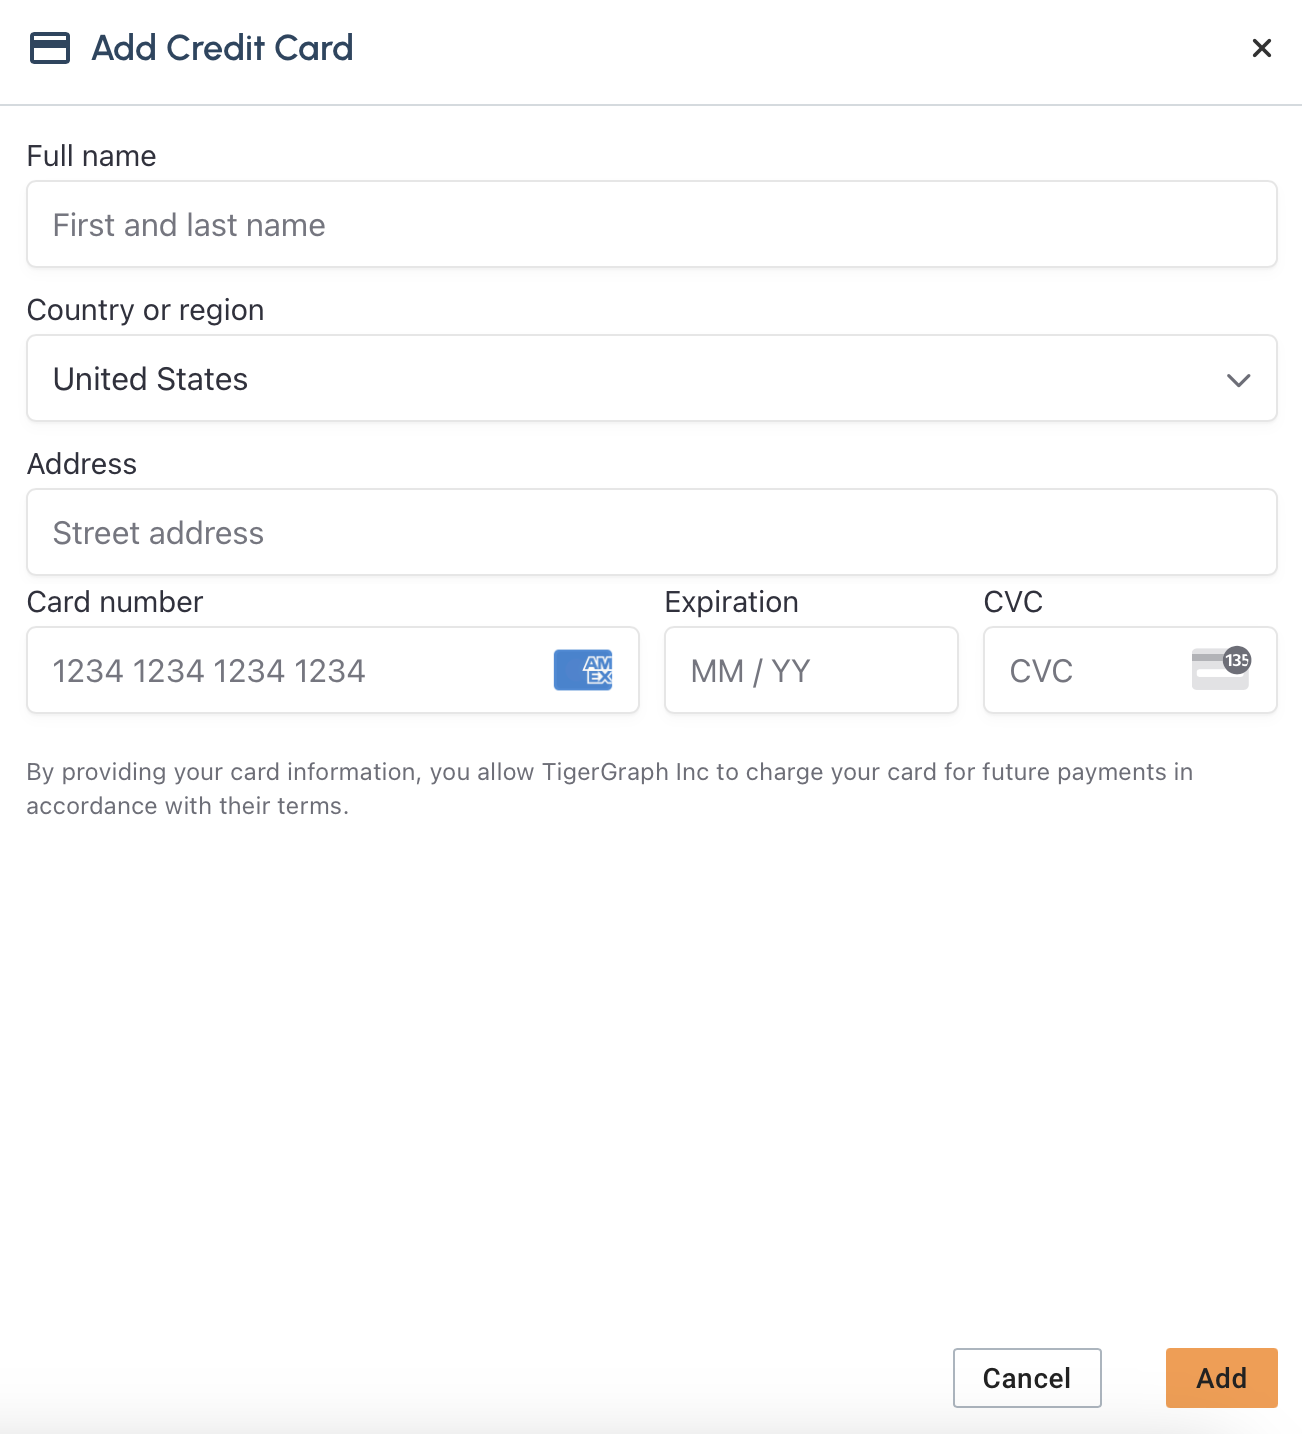 Add Credit Card
Full name
First and last name
Country or region
United States
Address
Street address
Card number Expiration CVC
1234 1234 1234 1234 AM EX MM / YY CVC 135
By providing your card information, you allow TigerGraph Inc to charge your card for future payments in
accordance with their terms.
Cancel Add